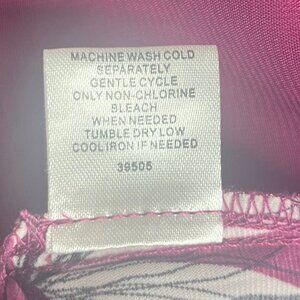 MACHINE WASH COLD
SEPARATELY
GENTLE CYCLE
ONLY NON-CHLORINE
BLEACH
WHEN NEEDED
TUMBLE DRY LOW
COOL IRON IF NEEDED
39505